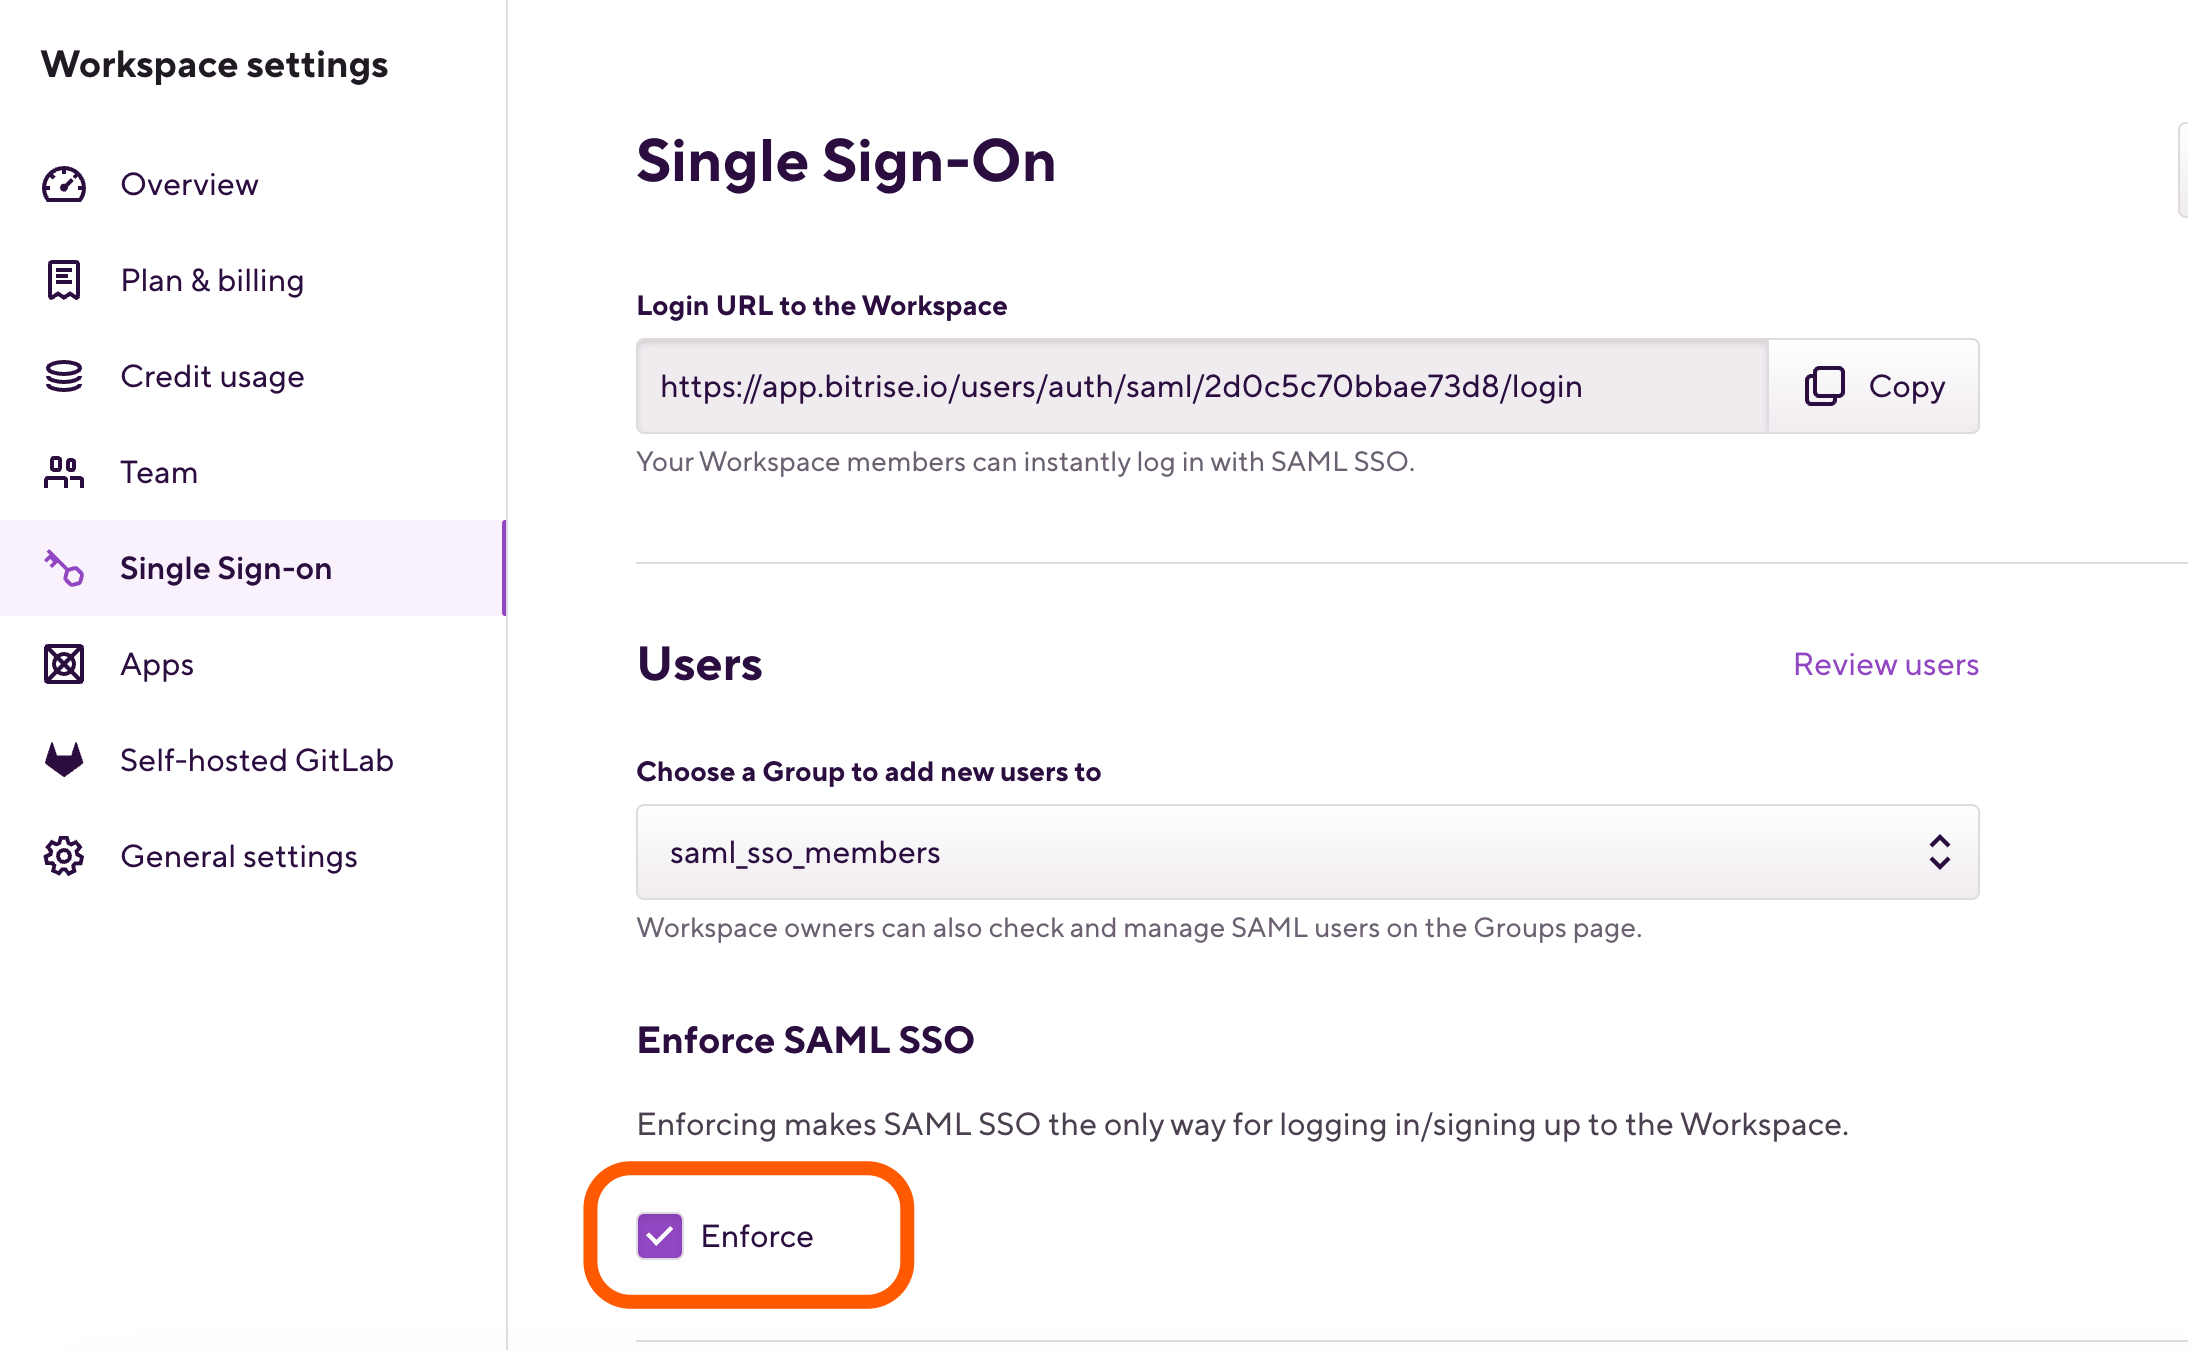 Workspace settings
Overview
Plan & billing
Credit usage
Team
Single Sign-on
Apps
Self-hosted GitLab
General settings
Single Sign-On
Login URL to the Workspace
https://app.bitrise.io/users/auth/saml/2d0c5c70bbae73d8/login
Copy
Your Workspace members can instantly log in with SAML SSO.
Users
Review users
Choose a Group to add new users to
saml_sso_members
Workspace owners can also check and manage SAML users on the Groups page.
Enforce SAML SSO
Enforcing makes SAML SSO the only way for logging in/signing up to the Workspace.
Enforce